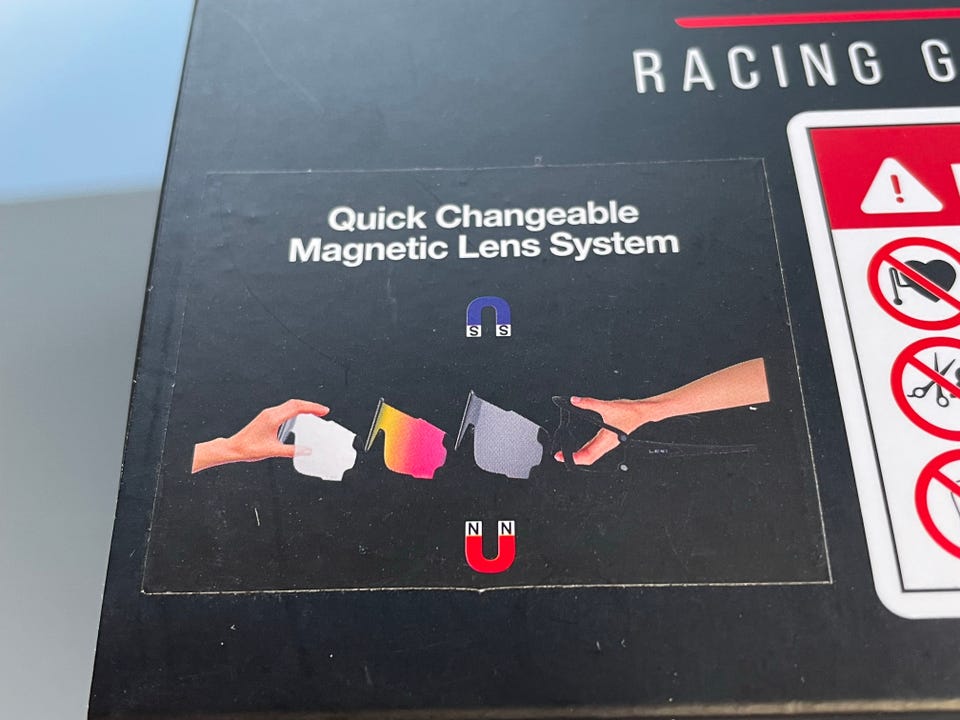 RACING G
Quick Changeable
Magnetic Lens System
S S
N N